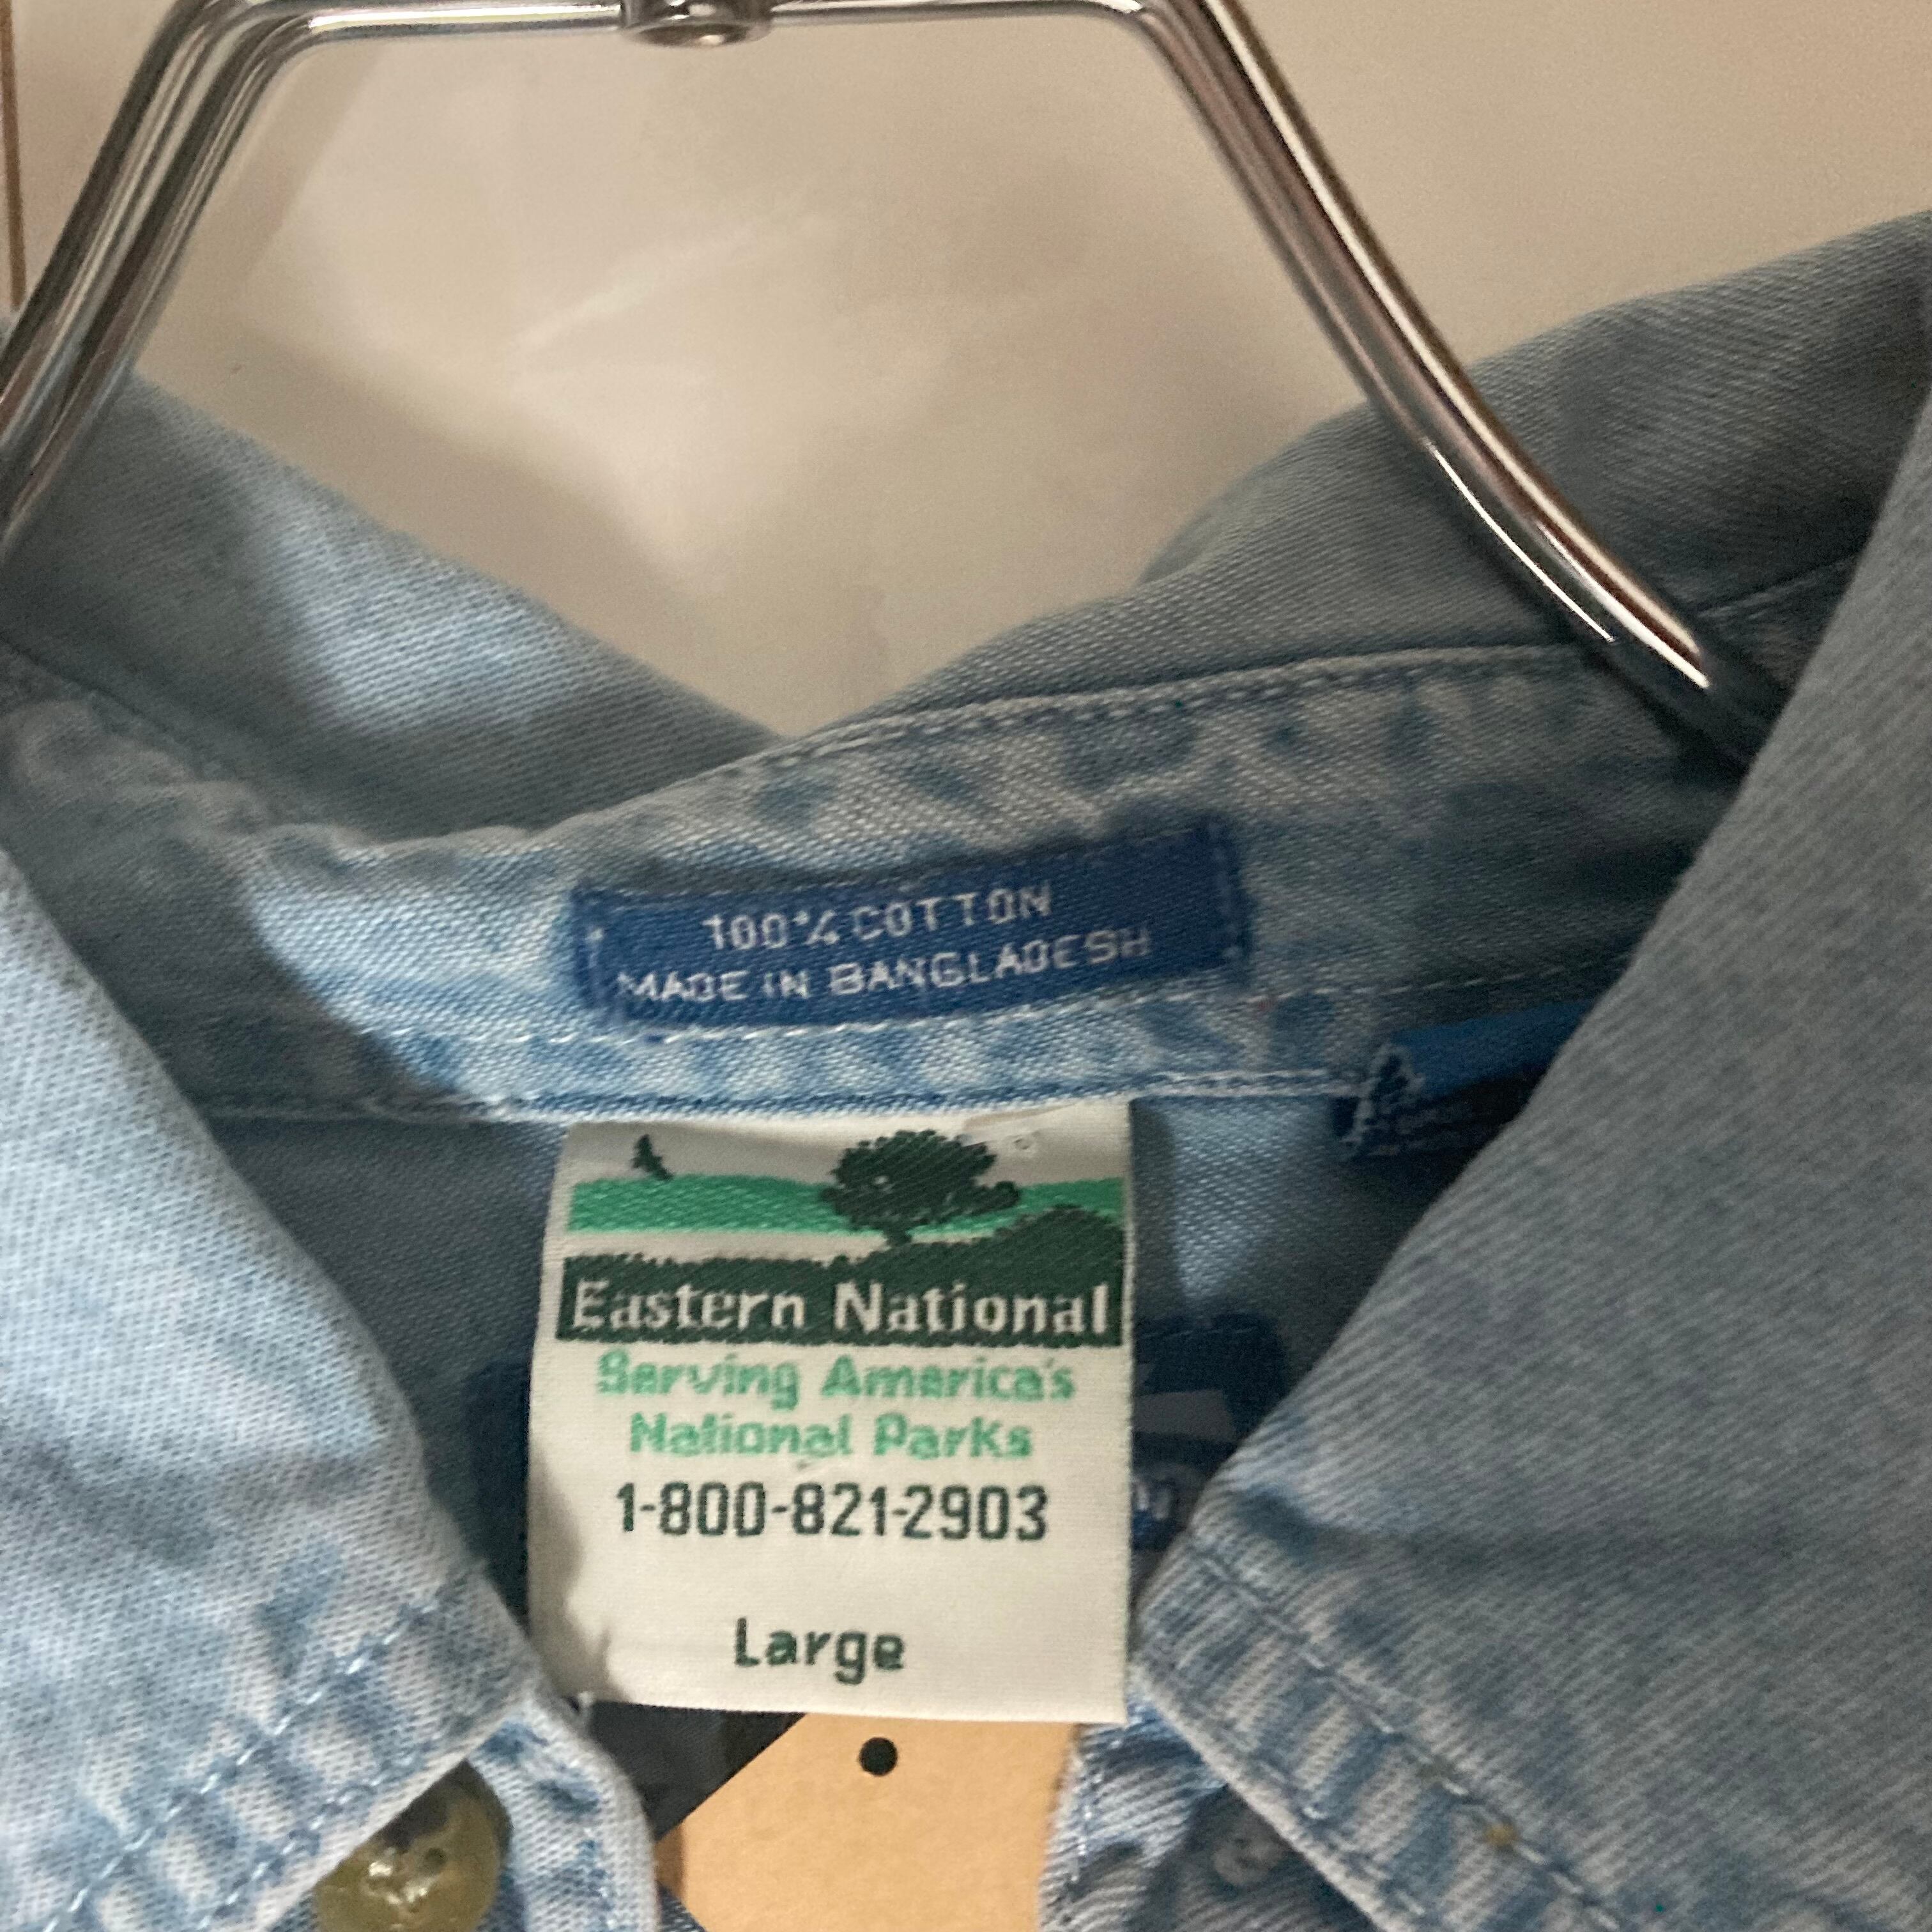 100% COTTON
MADE IN BANGLADESH
Eastern National
Serving America's
National Parks
1-800-821-2903
Large